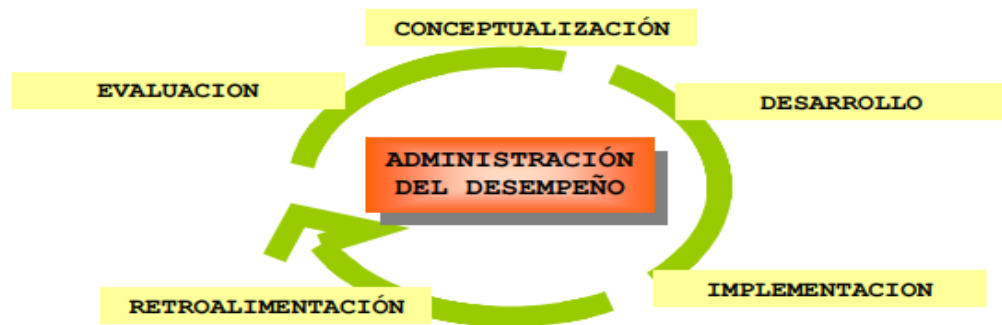 CONCEPTUALIZACIÓN
EVALUACION
DESARROLLO
ADMINISTRACIÓN
DEL DESEMPEÑO
IMPLEMENTACION
RETROALIMENTACIÓN